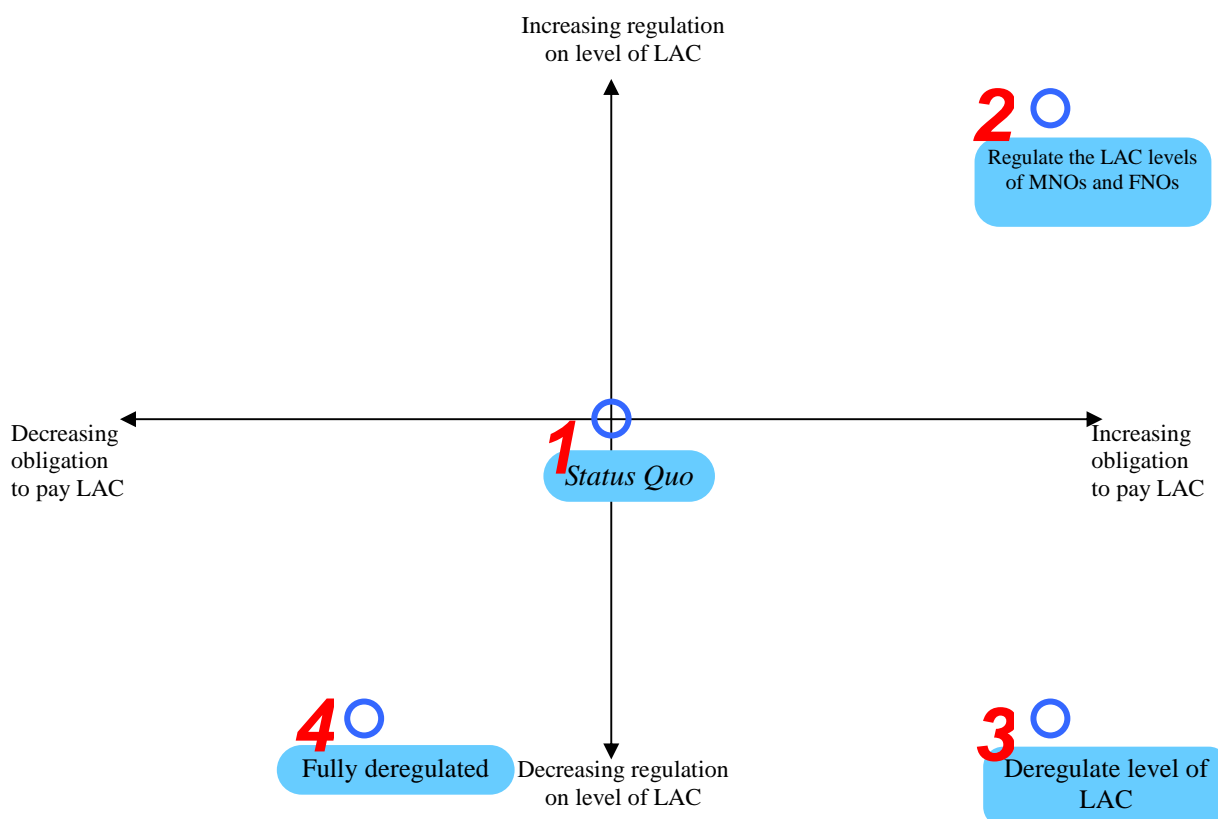 Increasing regulation
on level of LAC
2
Regulate the LAC levels
of MNOs and FNOs
Decreasing
obligation
to pay LAC
1
Status Quo
Increasing
obligation
to pay LAC
4
Fully deregulated
Decreasing regulation
on level of LAC
3
Deregulate level of
LAC